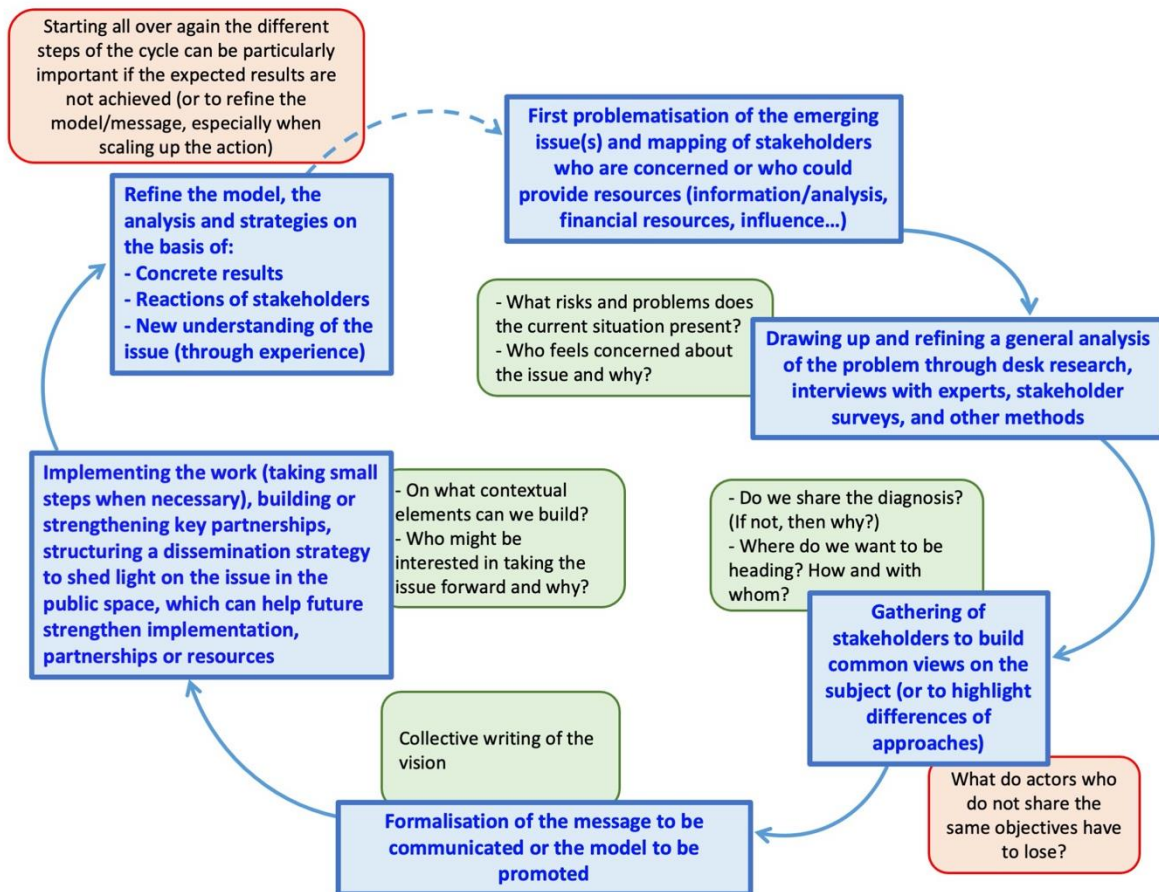 Starting all over again the different
steps of the cycle can be particularly
important if the expected results are
not achieved (or to refine the
model/message, especially when
scaling up the action)
First problematisation of the emerging
issue(s) and mapping of stakeholders
who are concerned or who could
provide resources (information/analysis,
financial resources, influence…)
Refine the model, the
analysis and strategies on
the basis of:
- Concrete results
- Reactions of stakeholders
- New understanding of the
issue (through experience)
- What risks and problems does
the current situation present?
- Who feels concerned about
the issue and why?
Drawing up and refining a general analysis
of the problem through desk research,
interviews with experts, stakeholder
surveys, and other methods
Implementing the work (taking small
steps when necessary), building or
strengthening key partnerships,
structuring a dissemination strategy
to shed light on the issue in the
public space, which can help future
strengthen implementation,
partnerships or resources
- On what contextual
elements can we build?
- Who might be
interested in taking the
issue forward and why?
- Do we share the diagnosis?
(If not, then why?)
- Where do we want to be
heading? How and with
whom?
Gathering of
stakeholders to build
common views on the
subject (or to highlight
differences of
approaches)
Collective writing of the
vision
What do actors who
do not share the
same objectives have
to lose?
Formalisation of the message to be
communicated or the model to be
promoted